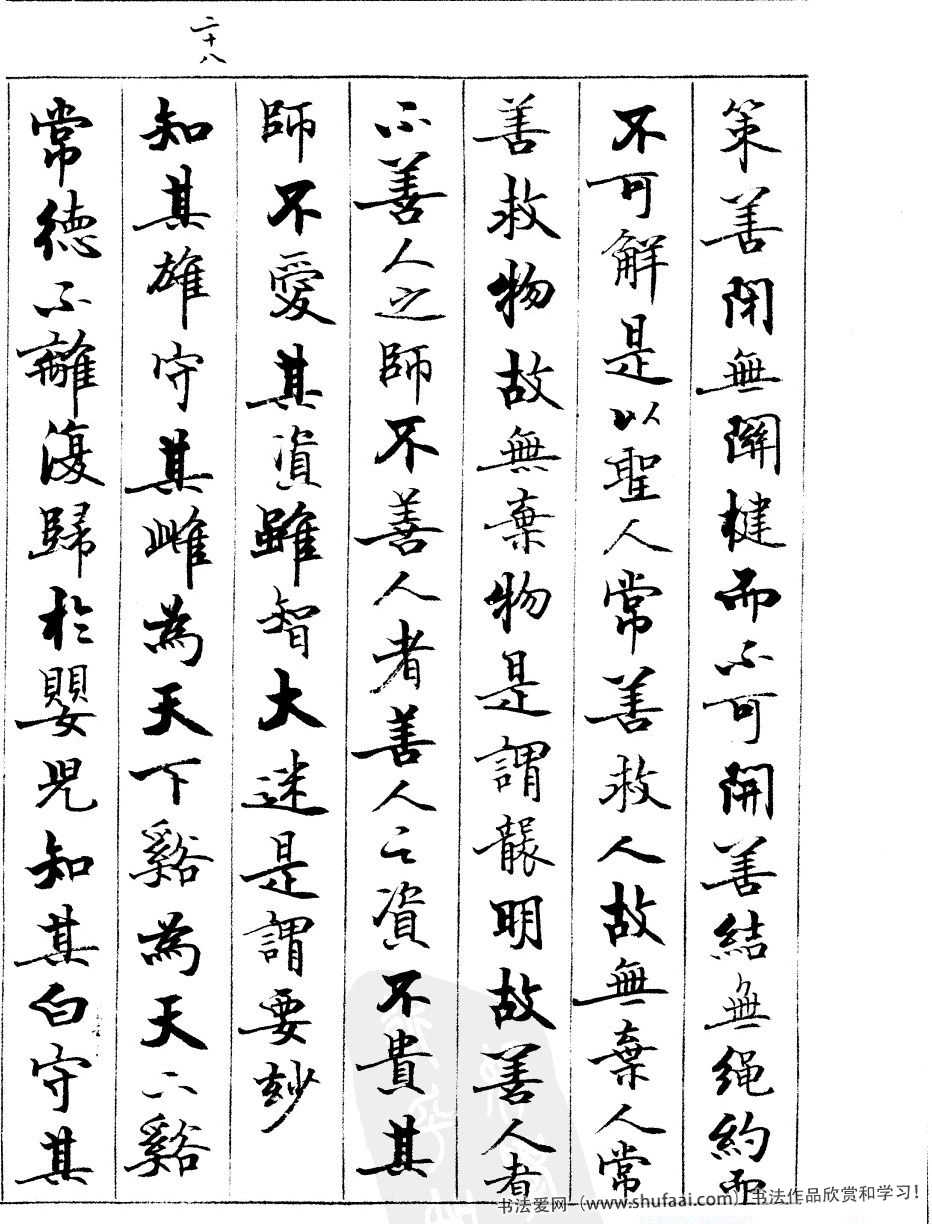 策善閉無關楗而不可開善結無繩約而
不可解是以聖人常善救人故無棄人常
善救物故無棄物是謂襲明故善人者
不善人之師不善人者善人之資不貴其
師不愛其資雖智大迷是謂要妙
二十八
知其雄守其雌為天下谿為天下谿
常德不離復歸於嬰兒知其白守其
书法爱网-(www.shufaai.com) 书法作品欣赏和学习!